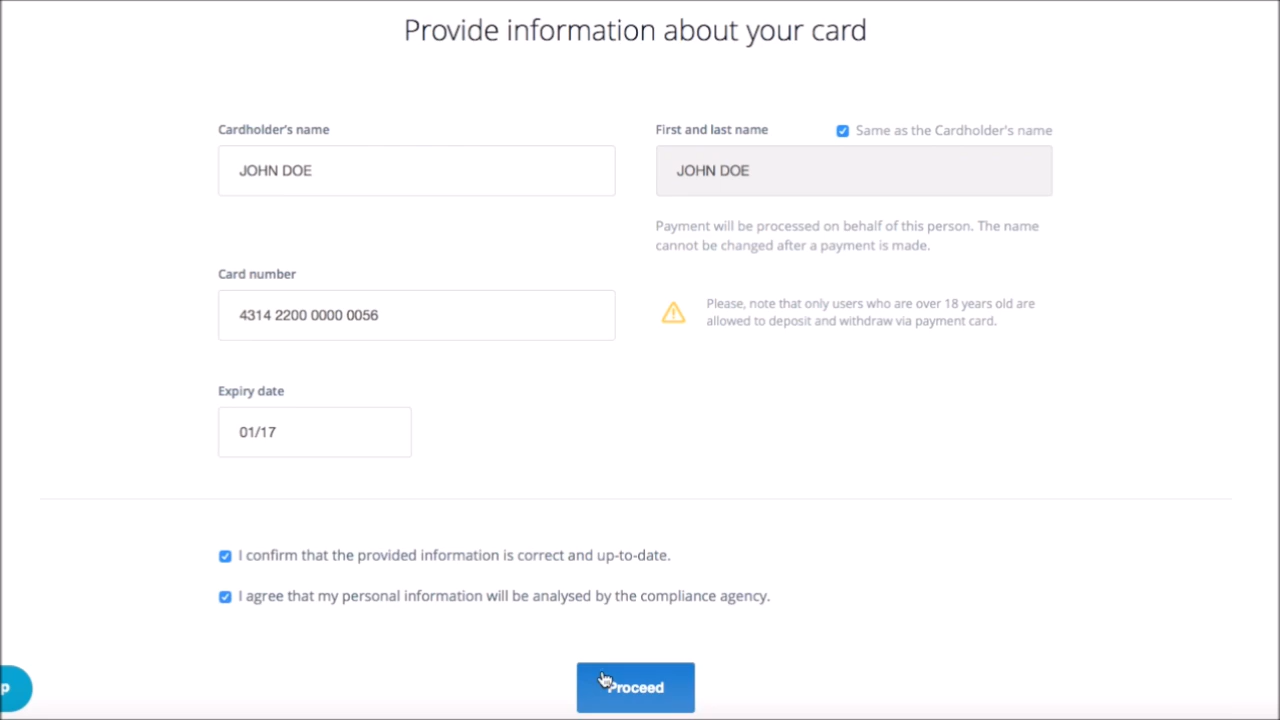 Provide information about your card
Cardholder's name
JOHN DOE
First and last name
Same as the Cardholder's name
JOHN DOE
Payment will be processed on behalf of this person. The name
cannot be changed after a payment is made.
Card number
4314 2200 0000 0056
Please, note that only users who are over 18 years old are
allowed to deposit and withdraw via payment card.
Expiry date
01/17
I confirm that the provided information is correct and up-to-date.
I agree that my personal information will be analysed by the compliance agency.
p
Proceed